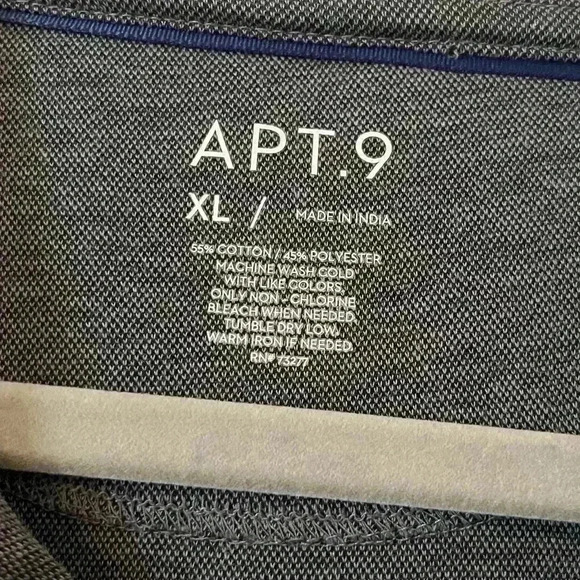 APT.9
XL / MADE IN INDIA
55% COTTON / 45% POLYESTER
MACHINE WASH COLD
WITH LIKE COLORS.
ONLY NON - CHLORINE
BLEACH WHEN NEEDED.
TUMBLE DRY LOW.
WARM IRON IF NEEDED
RN# 73277